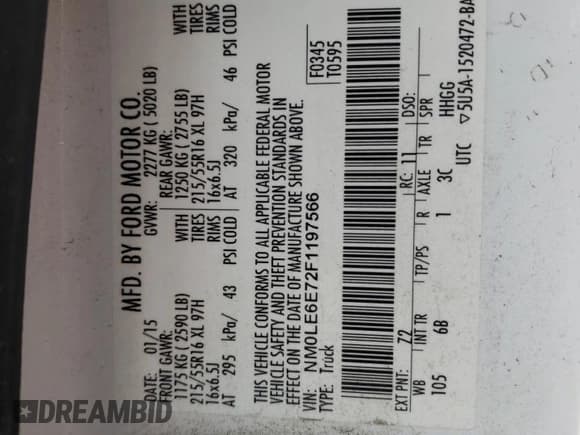 MFD. BY FORD MOTOR CO.
DATE: 01/15 GVWR: 2277 KG ( 5020 LB)
FRONT GAWR: REAR GAWR:
1175 KG ( 2590 LB) WITH 1250 KG ( 2755 LB) WITH
215/55R16 XL 97H TIRES 215/55R16 XL 97H TIRES
16x6.5J RIMS 16x6.5J RIMS
AT 295 kPa/ 43 PSI COLD AT 320 kPa/ 46 PSI COLD
THIS VEHICLE CONFORMS TO ALL APPLICABLE FEDERAL MOTOR
VEHICLE SAFETY AND THEFT PREVENTION STANDARDS IN
EFFECT ON THE DATE OF MANUFACTURE SHOWN ABOVE.
VIN: NM0LE6E72F1197566
TYPE: Truck
F0345
T0595
EXT PNT: Z2 RC: 11 DSO:
WB INT TR TP/PS R AXLE TR SPR
105 6B 1 3C HHGG
UTC ▽5U5A-1520472-BA
DREAMBID